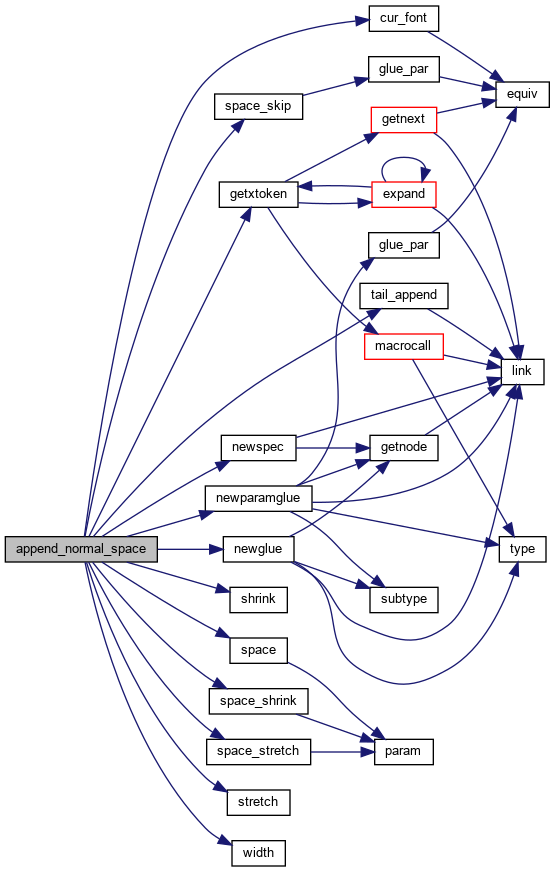 cur_font
glue_par
equiv
space_skip
getnext
getxtoken
expand
glue_par
tail_append
macrocall
link
newspec
getnode
newparamglue
append_normal_space
newglue
type
shrink
subtype
space
space_shrink
space_stretch
param
stretch
width